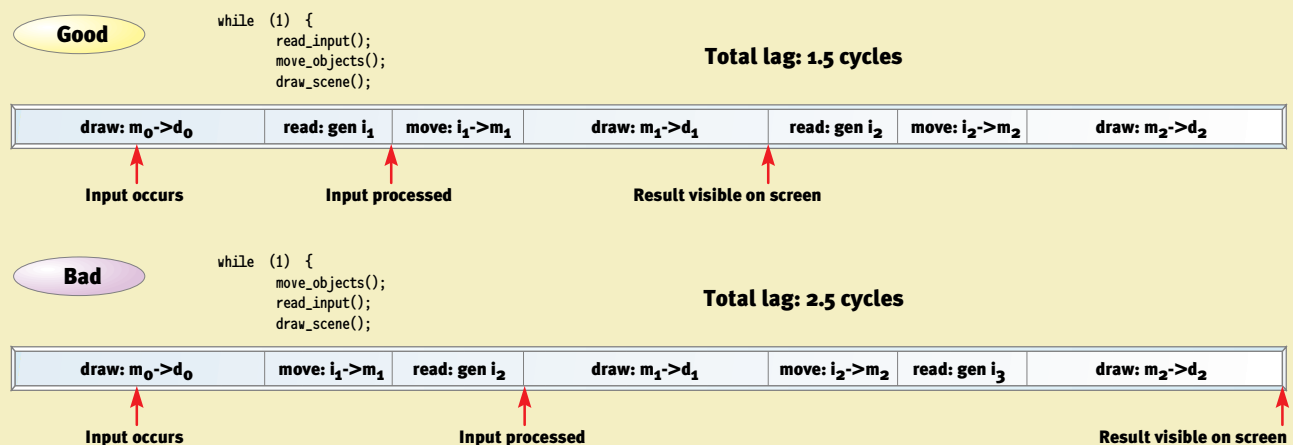 Good
while (1) {
read_input();
move_objects();
draw_scene();
Total lag: 1.5 cycles
draw: m₀->d₀ read: gen i₁ move: i₁->m₁ draw: m₁->d₁ read: gen i₂ move: i₂->m₂ draw: m₂->d₂
Input occurs Input processed Result visible on screen
Bad
while (1) {
move_objects();
read_input();
draw_scene();
Total lag: 2.5 cycles
draw: m₀->d₀ move: i₁->m₁ read: gen i₂ draw: m₁->d₁ move: i₂->m₂ read: gen i₃ draw: m₂->d₂
Input occurs Input processed Result visible on screen